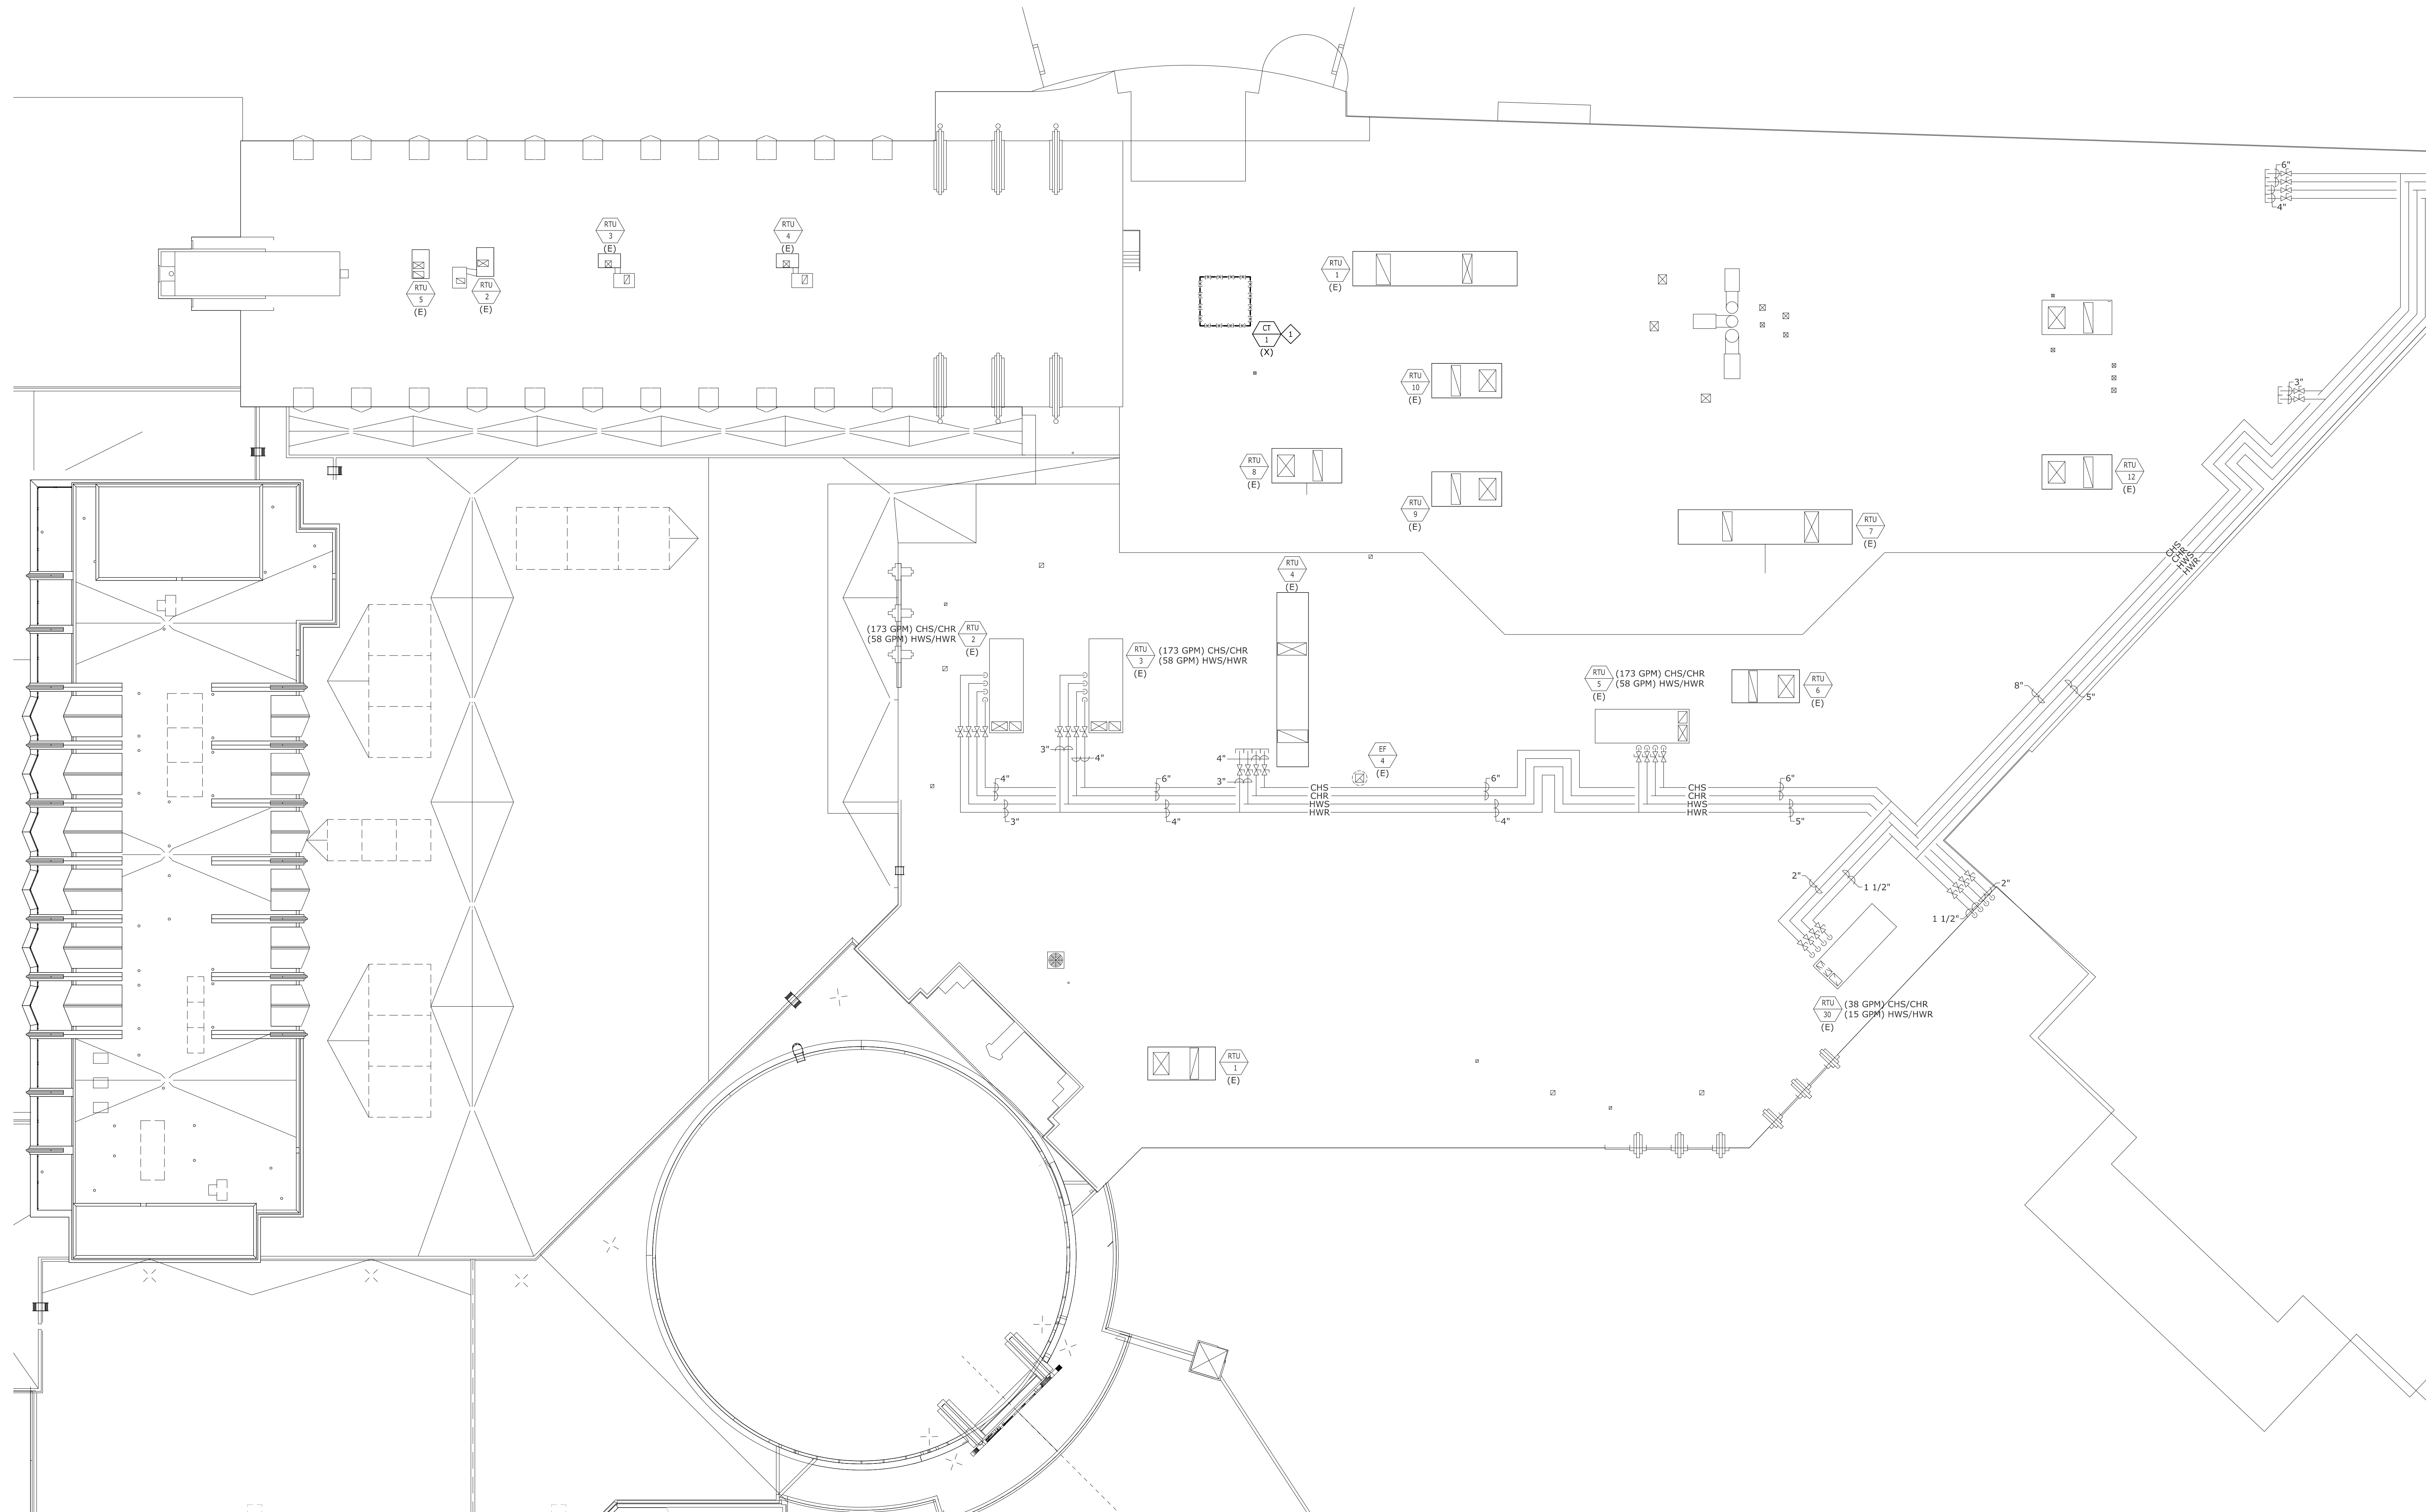 6"
4"
RTU
3
(E)
RTU
4
(E)
RTU
5
(E)
RTU
2
(E)
RTU
1
(E)
CT
1
(X)
1
3"
RTU
10
(E)
RTU
8
(E)
RTU
9
(E)
RTU
12
(E)
RTU
7
(E)
CHS
CHR
HWS
HWR
RTU
4
(E)
(173 GPM) CHS/CHR
(58 GPM) HWS/HWR
RTU
2
(E)
RTU
3
(E)
(173 GPM) CHS/CHR
(58 GPM) HWS/HWR
RTU
5
(E)
(173 GPM) CHS/CHR
(58 GPM) HWS/HWR
RTU
6
(E)
8"
5"
3"
4"
4"
3"
EF
4
(E)
4"
6"
6"
6"
CHS
CHR
HWS
HWR
CHS
CHR
HWS
HWR
3"
4"
4"
5"
2"
1 1/2"
2"
1 1/2"
RTU
30
(E)
(38 GPM) CHS/CHR
(15 GPM) HWS/HWR
RTU
1
(E)